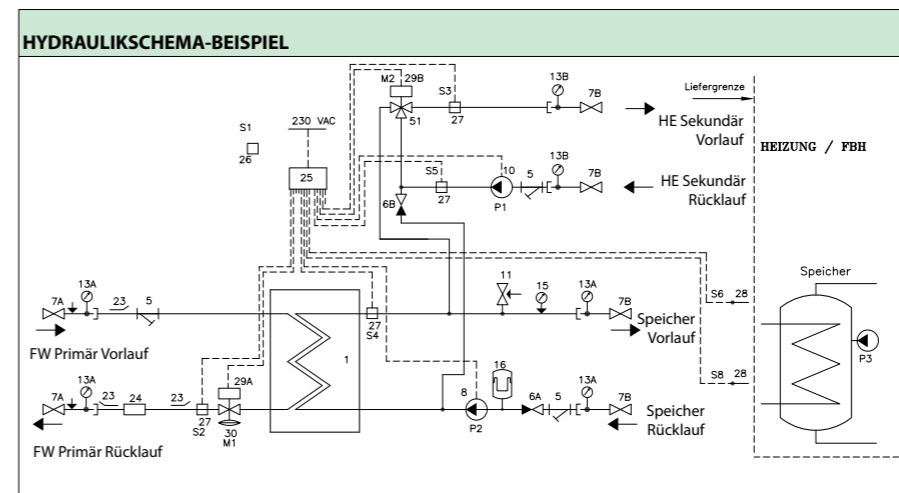 HYDRAULIKSCHEMA-BEISPIEL
M2 29B
S3
13B
7B
Liefergrenze
51
27
HE Sekundär
Vorlauf
HEIZUNG / FBH
S1
26
230 VAC
25
S5
27
10
P1
5
13B
7B
HE Sekundär
Rücklauf
6B
Speicher
S6 28
P3
S8 28
7A
13A
23
5
FW Primär Vorlauf
27
S4
11
15
13A
7B
Speicher
Vorlauf
1
7A
13A
23
24
23
27
S2
29A
30
M1
FW Primär Rücklauf
8
P2
16
6A
5
13A
7B
Speicher
Rücklauf